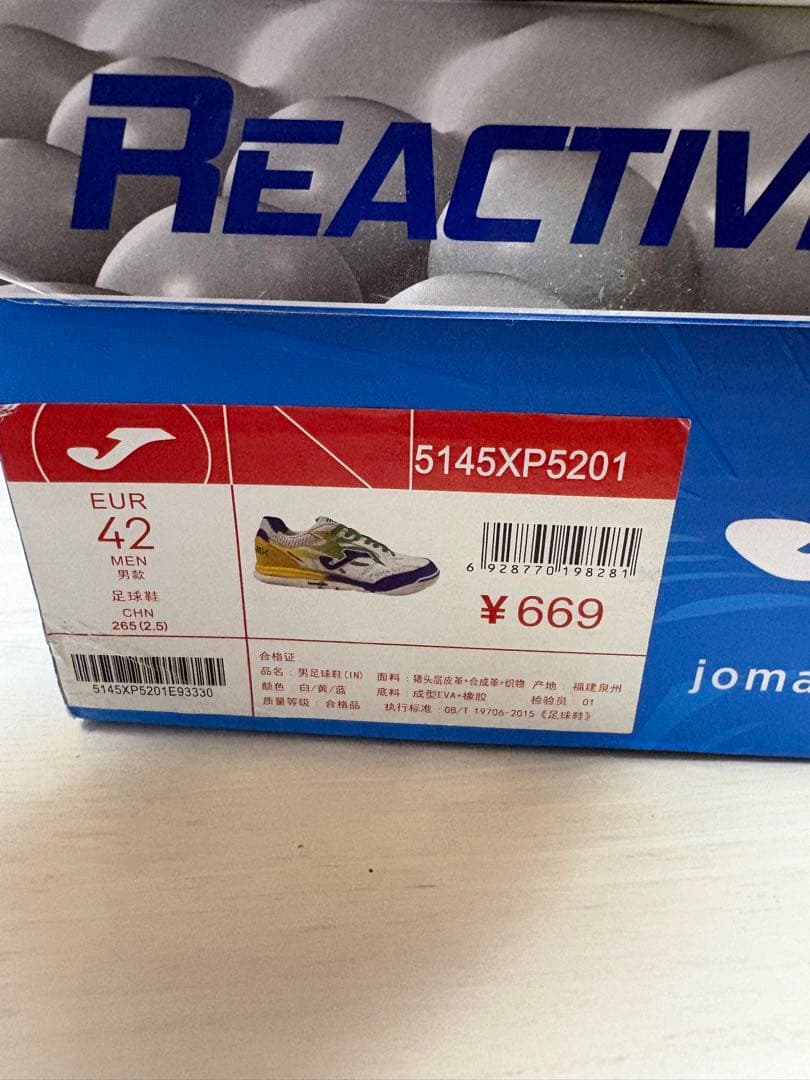 REACTIV
5145XP5201
EUR
42
MEN
男款
足球鞋
CHN
265(2.5)
5145XP5201E93330
6 928770 198281
¥669
合格证
品名：男足球鞋(IN) 面料：猪头层皮革+合成革+织物 产地：福建泉州
颜色 白/黄/蓝 底料：成型EVA+橡胶 检验员 01
质量等级：合格品 执行标准：GB/T 19706-2015《足球鞋》
joma